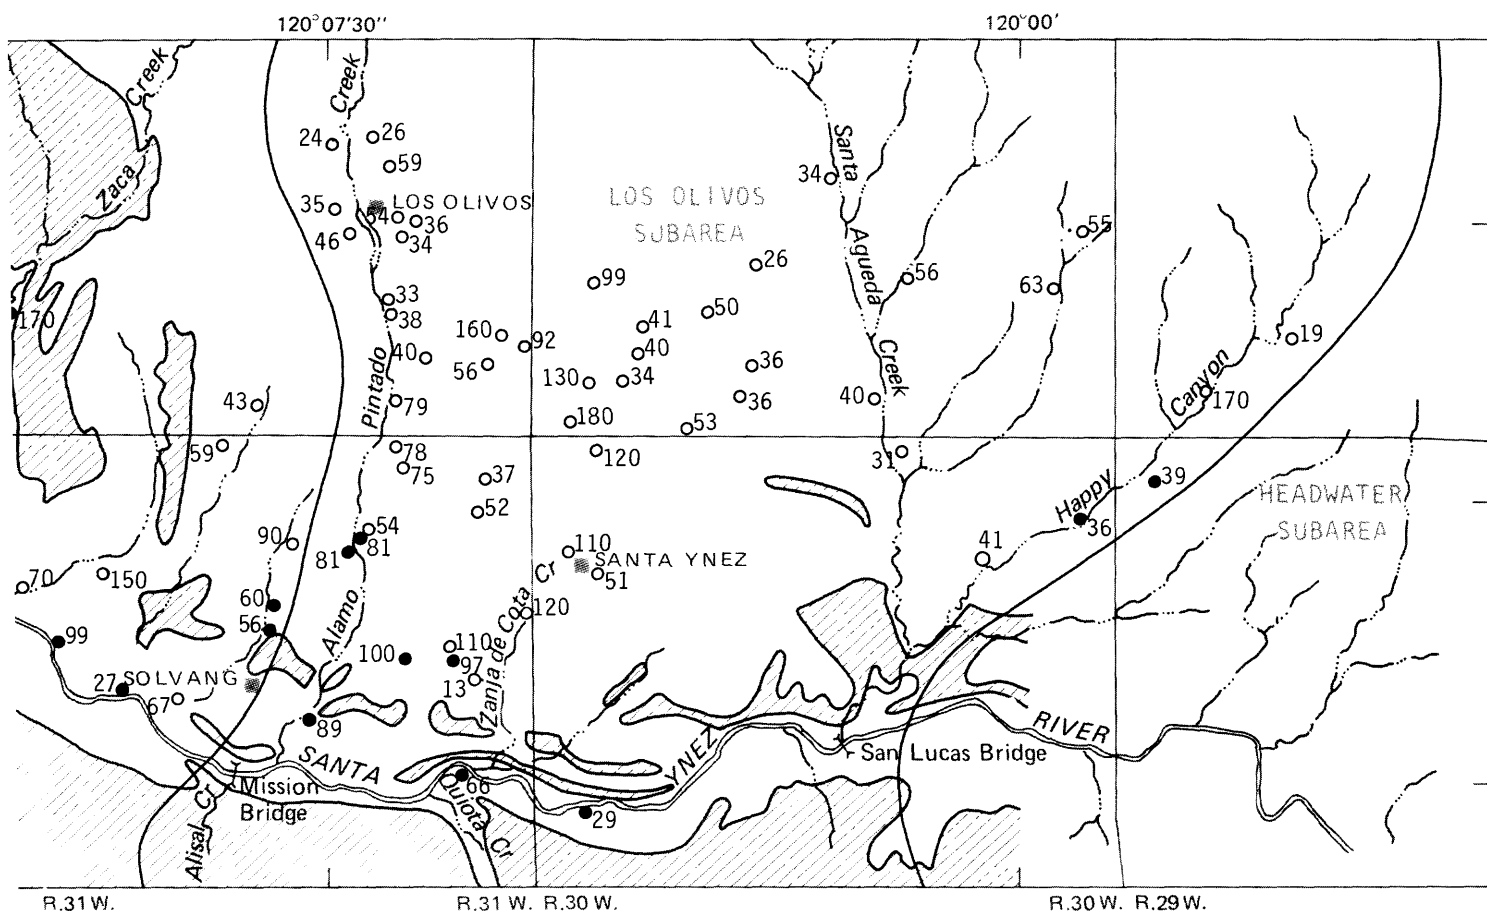 120°07'30"
120°00'
Creek
Creek
Santa
Creek
24
26
59
34
Zaca
35
LOS OLIVOS
54
36
46
34
LOS OLIVOS
SUBAREA
Agueda
55
26
99
56
63
33
38
50
170
160
92
41
19
40
56
40
36
Creek
Pintado
130
34
Canyon
43
79
36
40
170
180
53
59
78
120
31
75
37
39
Happy
HEADWATER
SUBAREA
52
36
54
90
81
81
110
SANTA YNEZ
41
70
150
51
Zanja de Cota Cr
60
120
56
Alamo
99
110
100
97
SOLVANG
27
13
67
89
RIVER
SANTA
YNEZ
San Lucas Bridge
Mission
Bridge
66
Quiota Cr
29
Alisal Cr
R.31W.
R.31W. R.30W.
R.30W. R.29W.